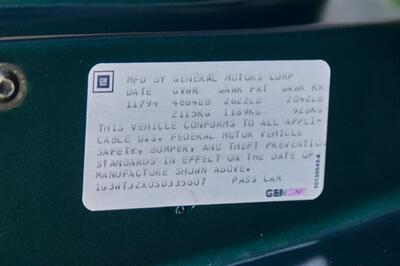 GM
MFD BY GENERAL MOTORS CORP
DATE GVWR GAWR FRT GAWR RR
11/94 4664LB 2622LB 2042LB
2115KG 1189KG 926KG
THIS VEHICLE CONFORMS TO ALL APPLI-
CABLE U.S. FEDERAL MOTOR VEHICLE
SAFETY, BUMPER, AND THEFT PREVENTION
STANDARDS IN EFFECT ON THE DATE OF
MANUFACTURE SHOWN ABOVE.
PASS CAR
GENUINE